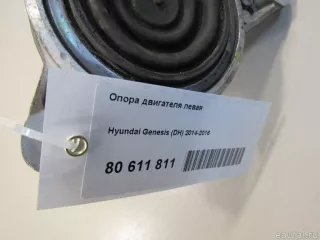 Опора двигателя левая
Hyundai Genesis (DH) 2014-2016
80 611 811